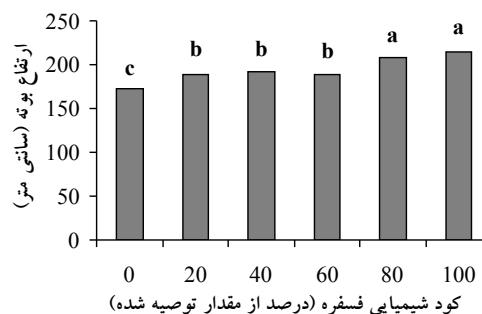 ارتفاع بوته (سانتی متر)
250
200
150
100
50
0
c
b
b
b
a
a
0 20 40 60 80 100
کود شیمیایی فسفره (درصد از مقدار توصیه شده)